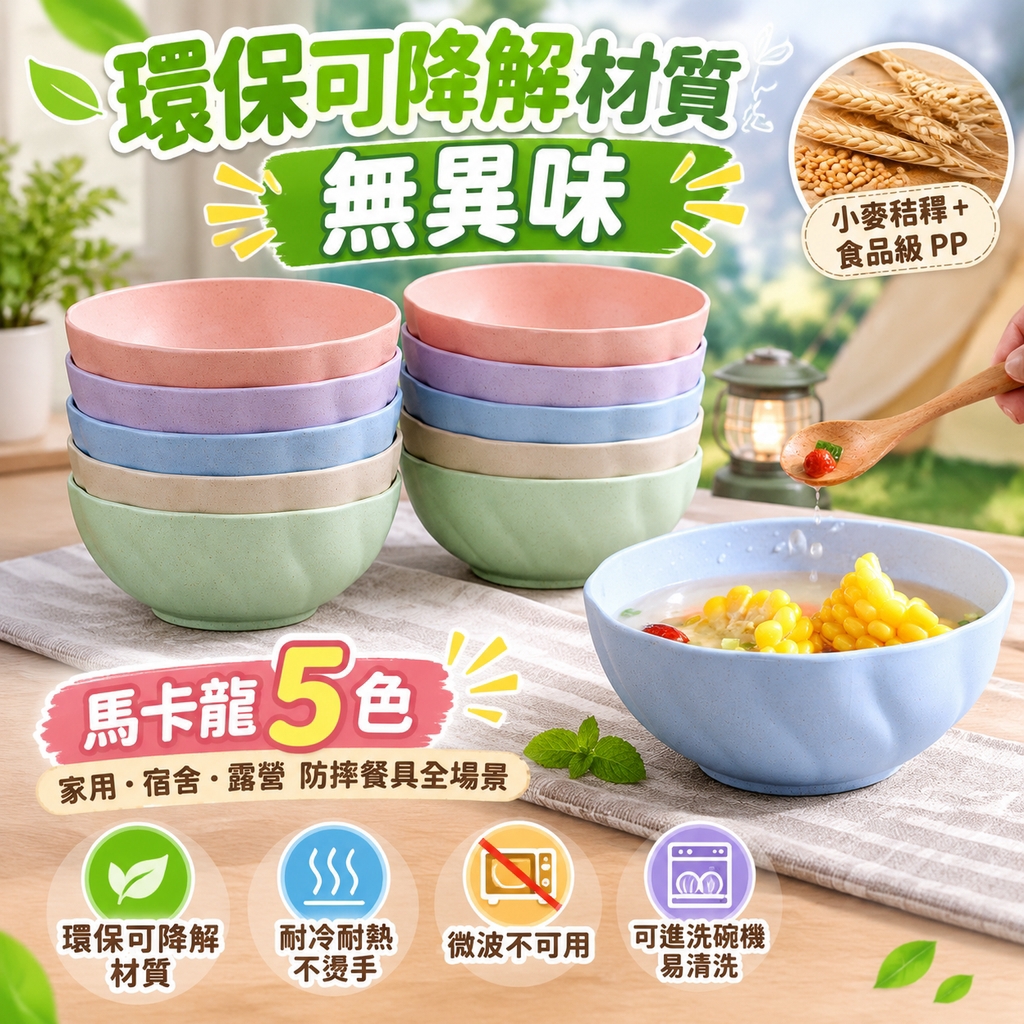 環保可降解材質
無異味
小麥秸稈+
食品級 PP
馬卡龍5色
家用·宿舍·露營 防摔餐具全場景
環保可降解
材質
耐冷耐熱
不燙手
微波不可用
可進洗碗機
易清洗